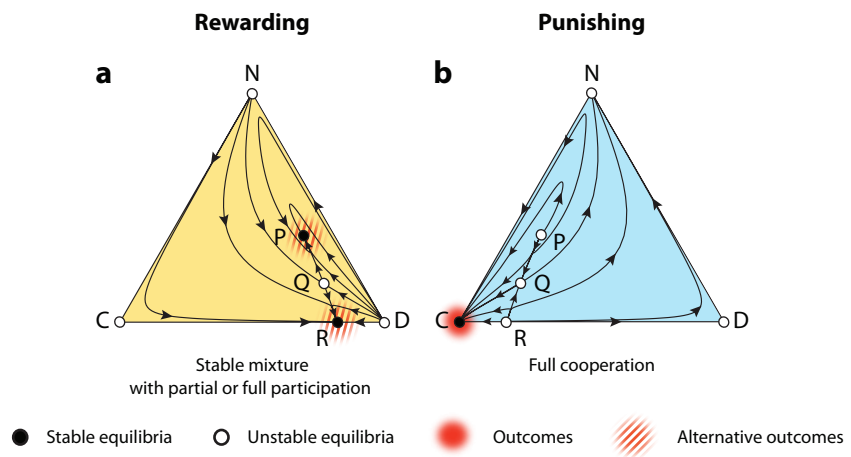 Rewarding
Punishing
a
b
N
N
P
P
Q
Q
C
R
D
C
R
D
Stable mixture
with partial or full participation
Full cooperation
Stable equilibria
Unstable equilibria
Outcomes
Alternative outcomes